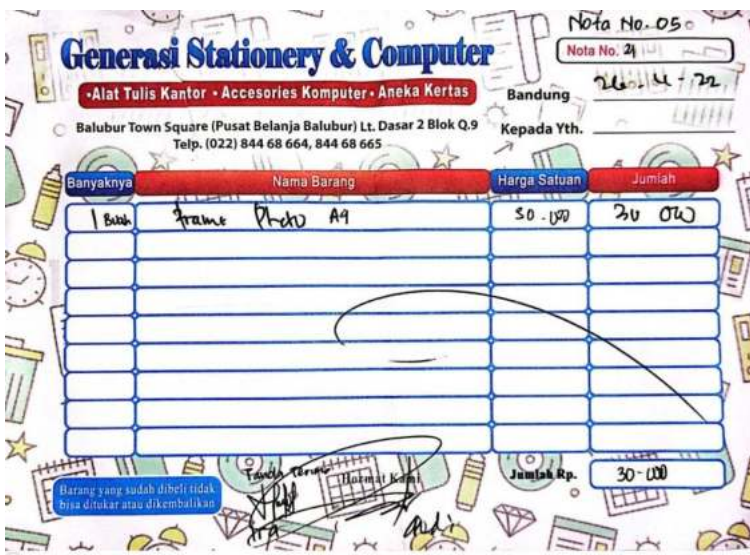 Nota No. 05
Generasi Stationery & Computer
Nota No. 21
•Alat Tulis Kantor • Accesories Komputer • Aneka Kertas
Bandung 26-4-22
Balubur Town Square (Pusat Belanja Balubur) Lt. Dasar 2 Blok Q.9
Kepada Yth.
Telp. (022) 844 68 664, 844 68 665
Banyaknya Nama Barang Harga Satuan Jumlah
1 Buah Frame Photo A4 30.000 30 000
Tanda Terima
Hormat Kami
Jumlah Rp. 30-000
Barang yang sudah dibeli tidak
bisa ditukar atau dikembalikan